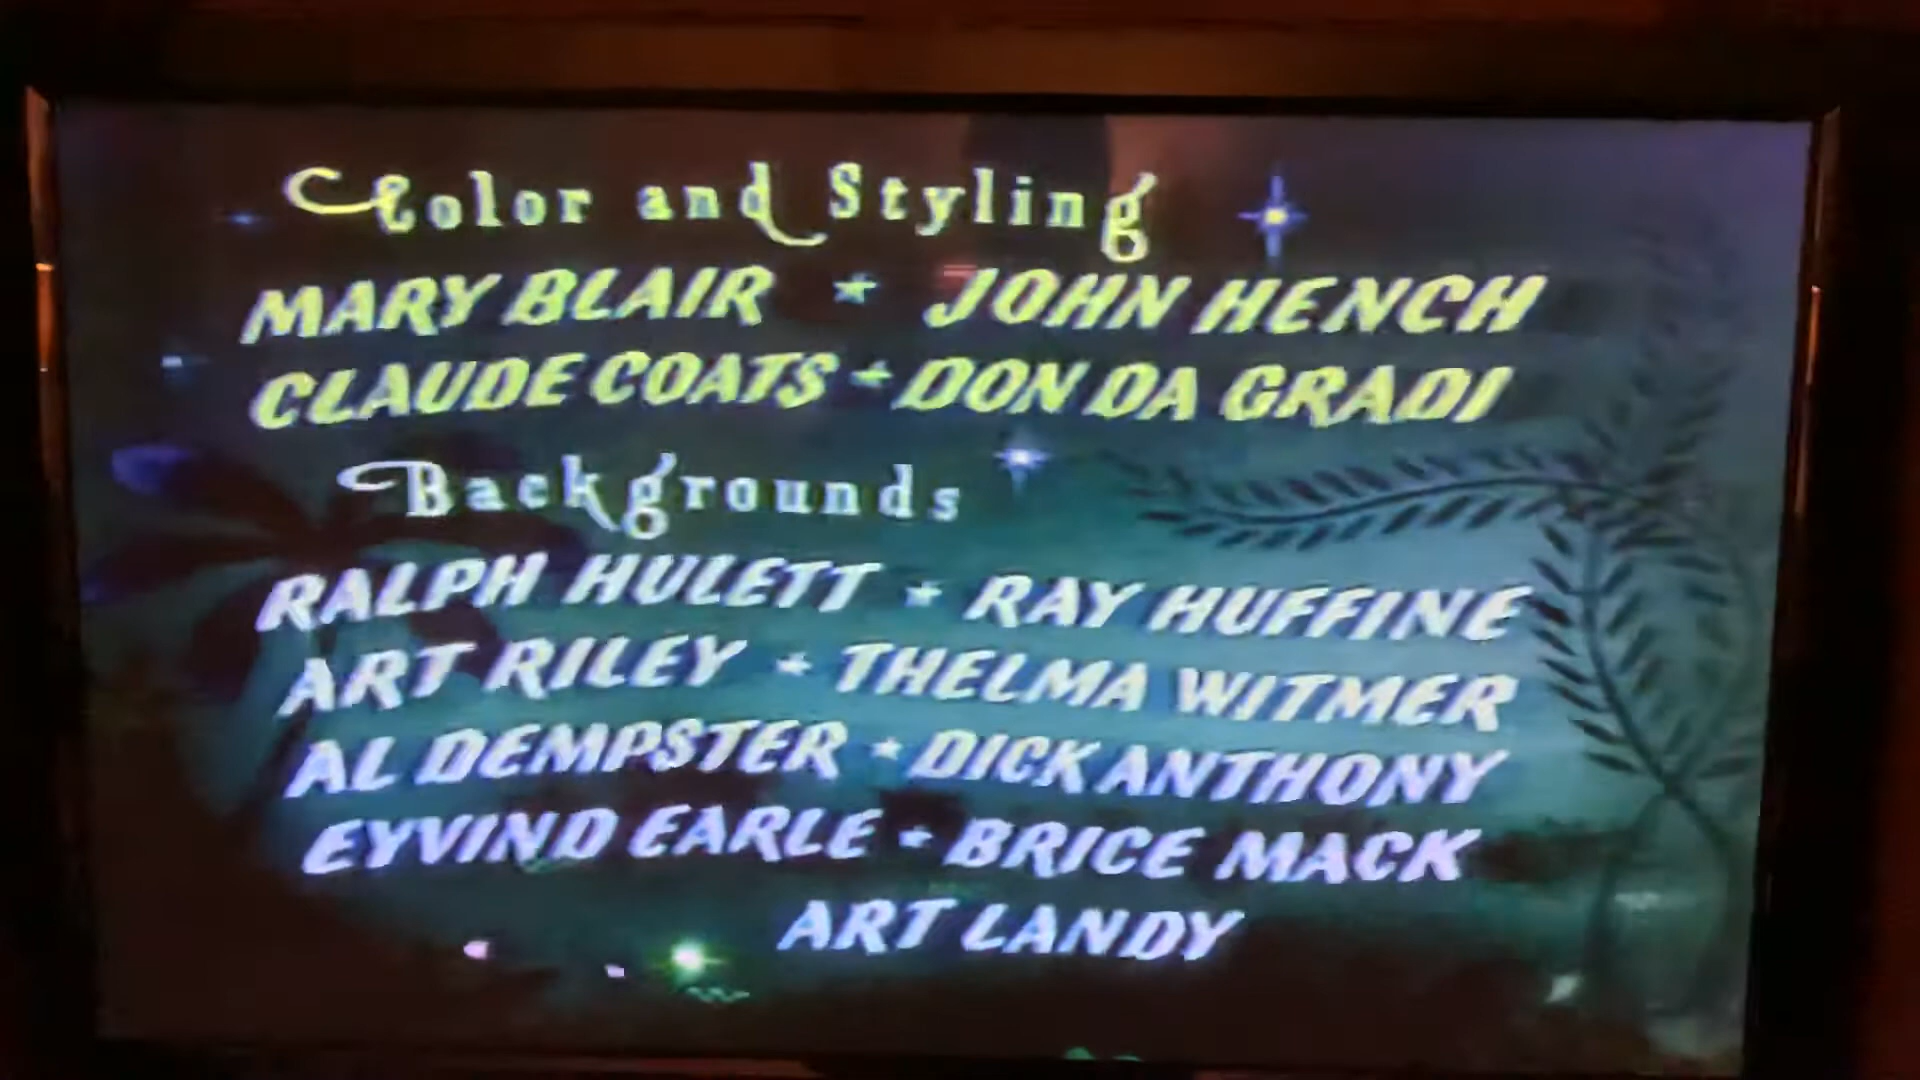 Color and Styling
MARY BLAIR ★ JOHN HENCH
CLAUDE COATS ★ DON DA GRADI
Backgrounds
RALPH HULETT ★ RAY HUFFINE
ART RILEY ★ THELMA WITMER
AL DEMPSTER ★ DICK ANTHONY
EYVIND EARLE ★ BRICE MACK
ART LANDY